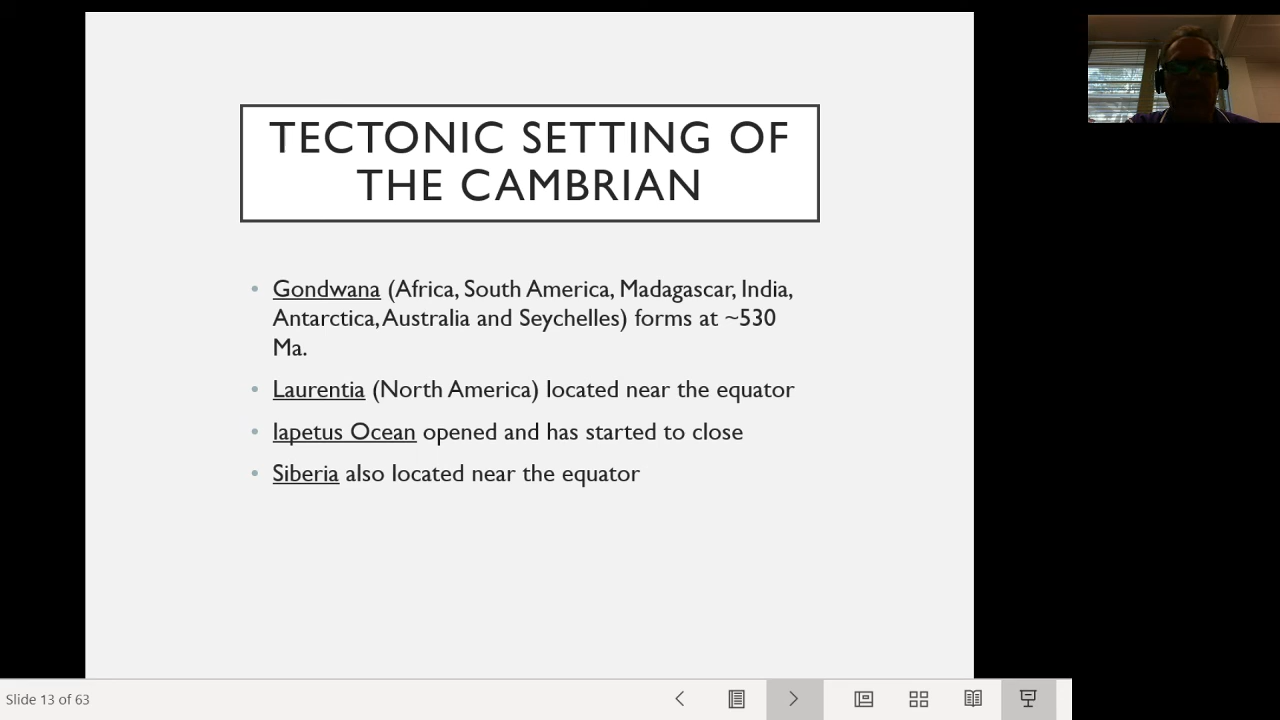 TECTONIC SETTING OF
THE CAMBRIAN
• Gondwana (Africa, South America, Madagascar, India,
Antarctica, Australia and Seychelles) forms at ~530
Ma.
• Laurentia (North America) located near the equator
• Iapetus Ocean opened and has started to close
• Siberia also located near the equator
Slide 13 of 63